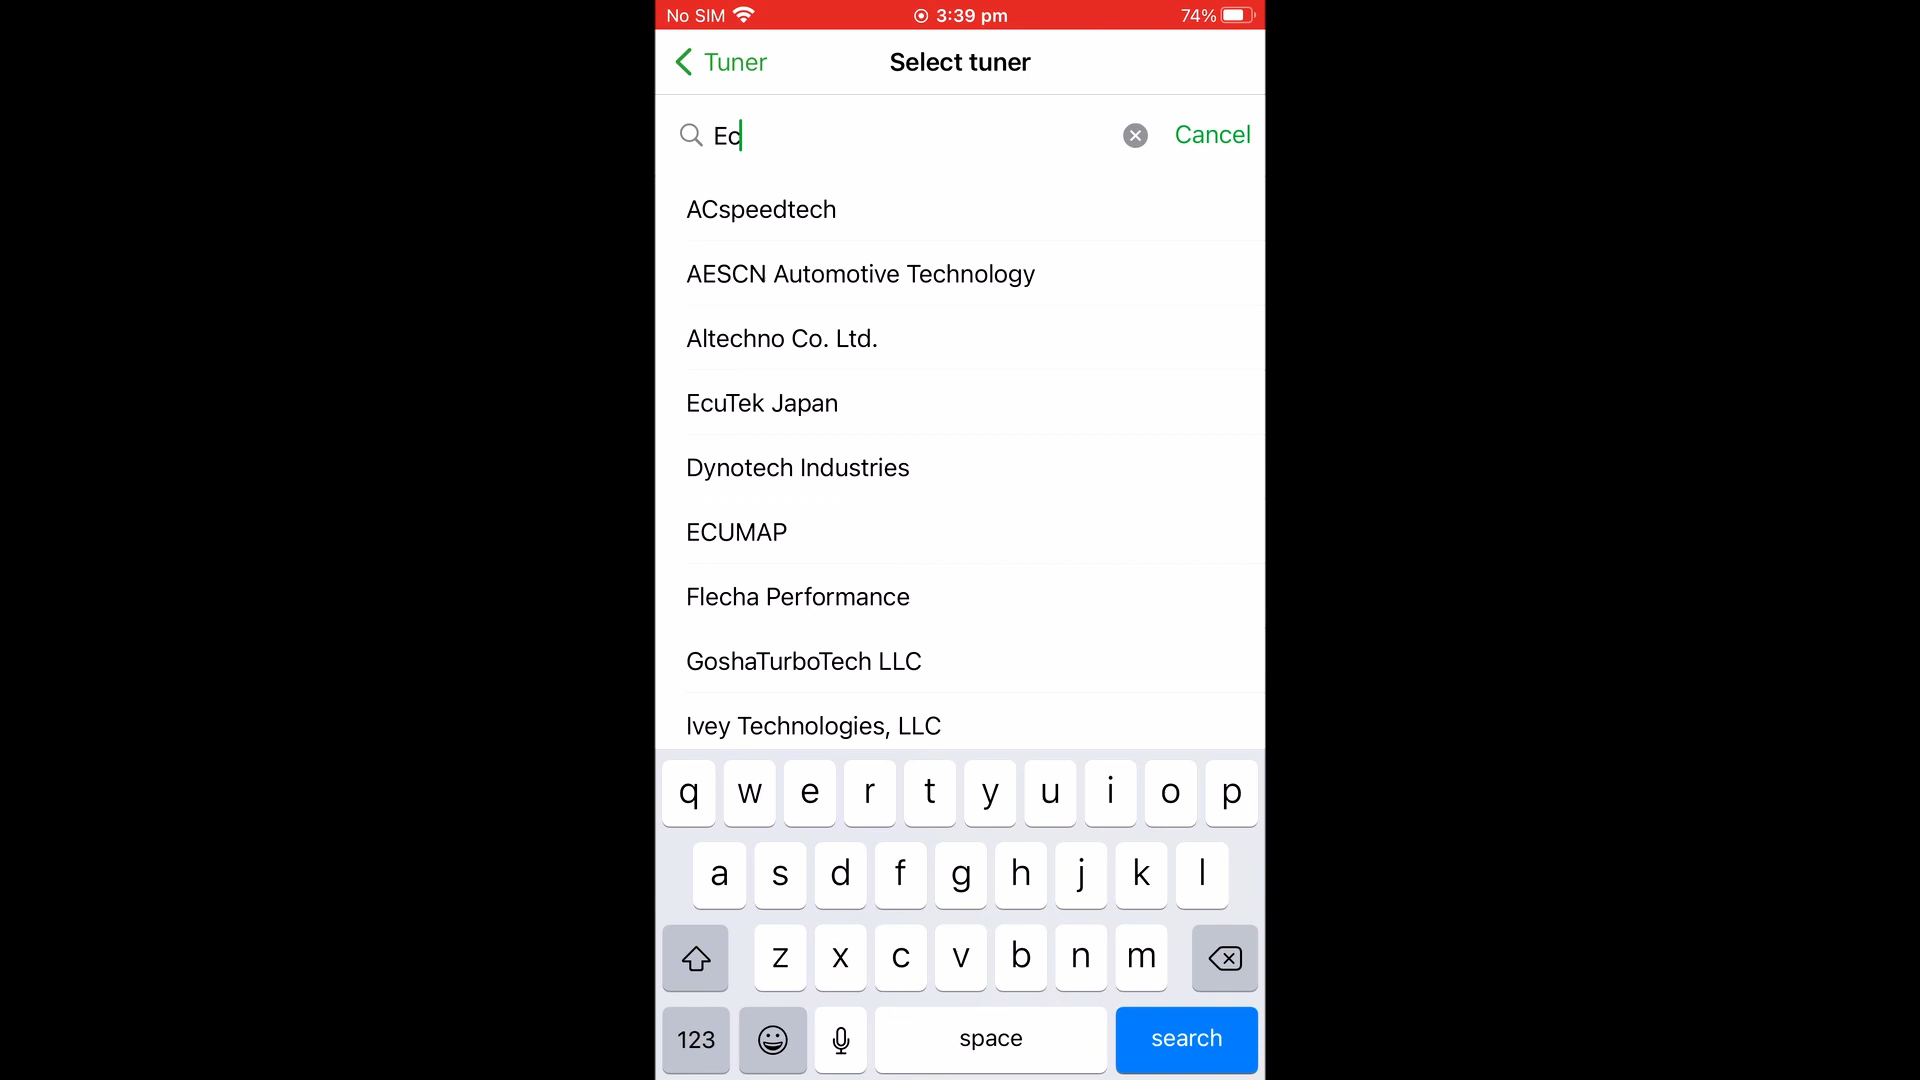 No SIM 3:39 pm 74%
Tuner Select tuner
Ec Cancel
ACspeedtech
AESCN Automotive Technology
Altechno Co. Ltd.
EcuTek Japan
Dynotech Industries
ECUMAP
Flecha Performance
GoshaTurboTech LLC
Ivey Technologies, LLC
q w e r t y u i o p
a s d f g h j k l
z x c v b n m
123 space search